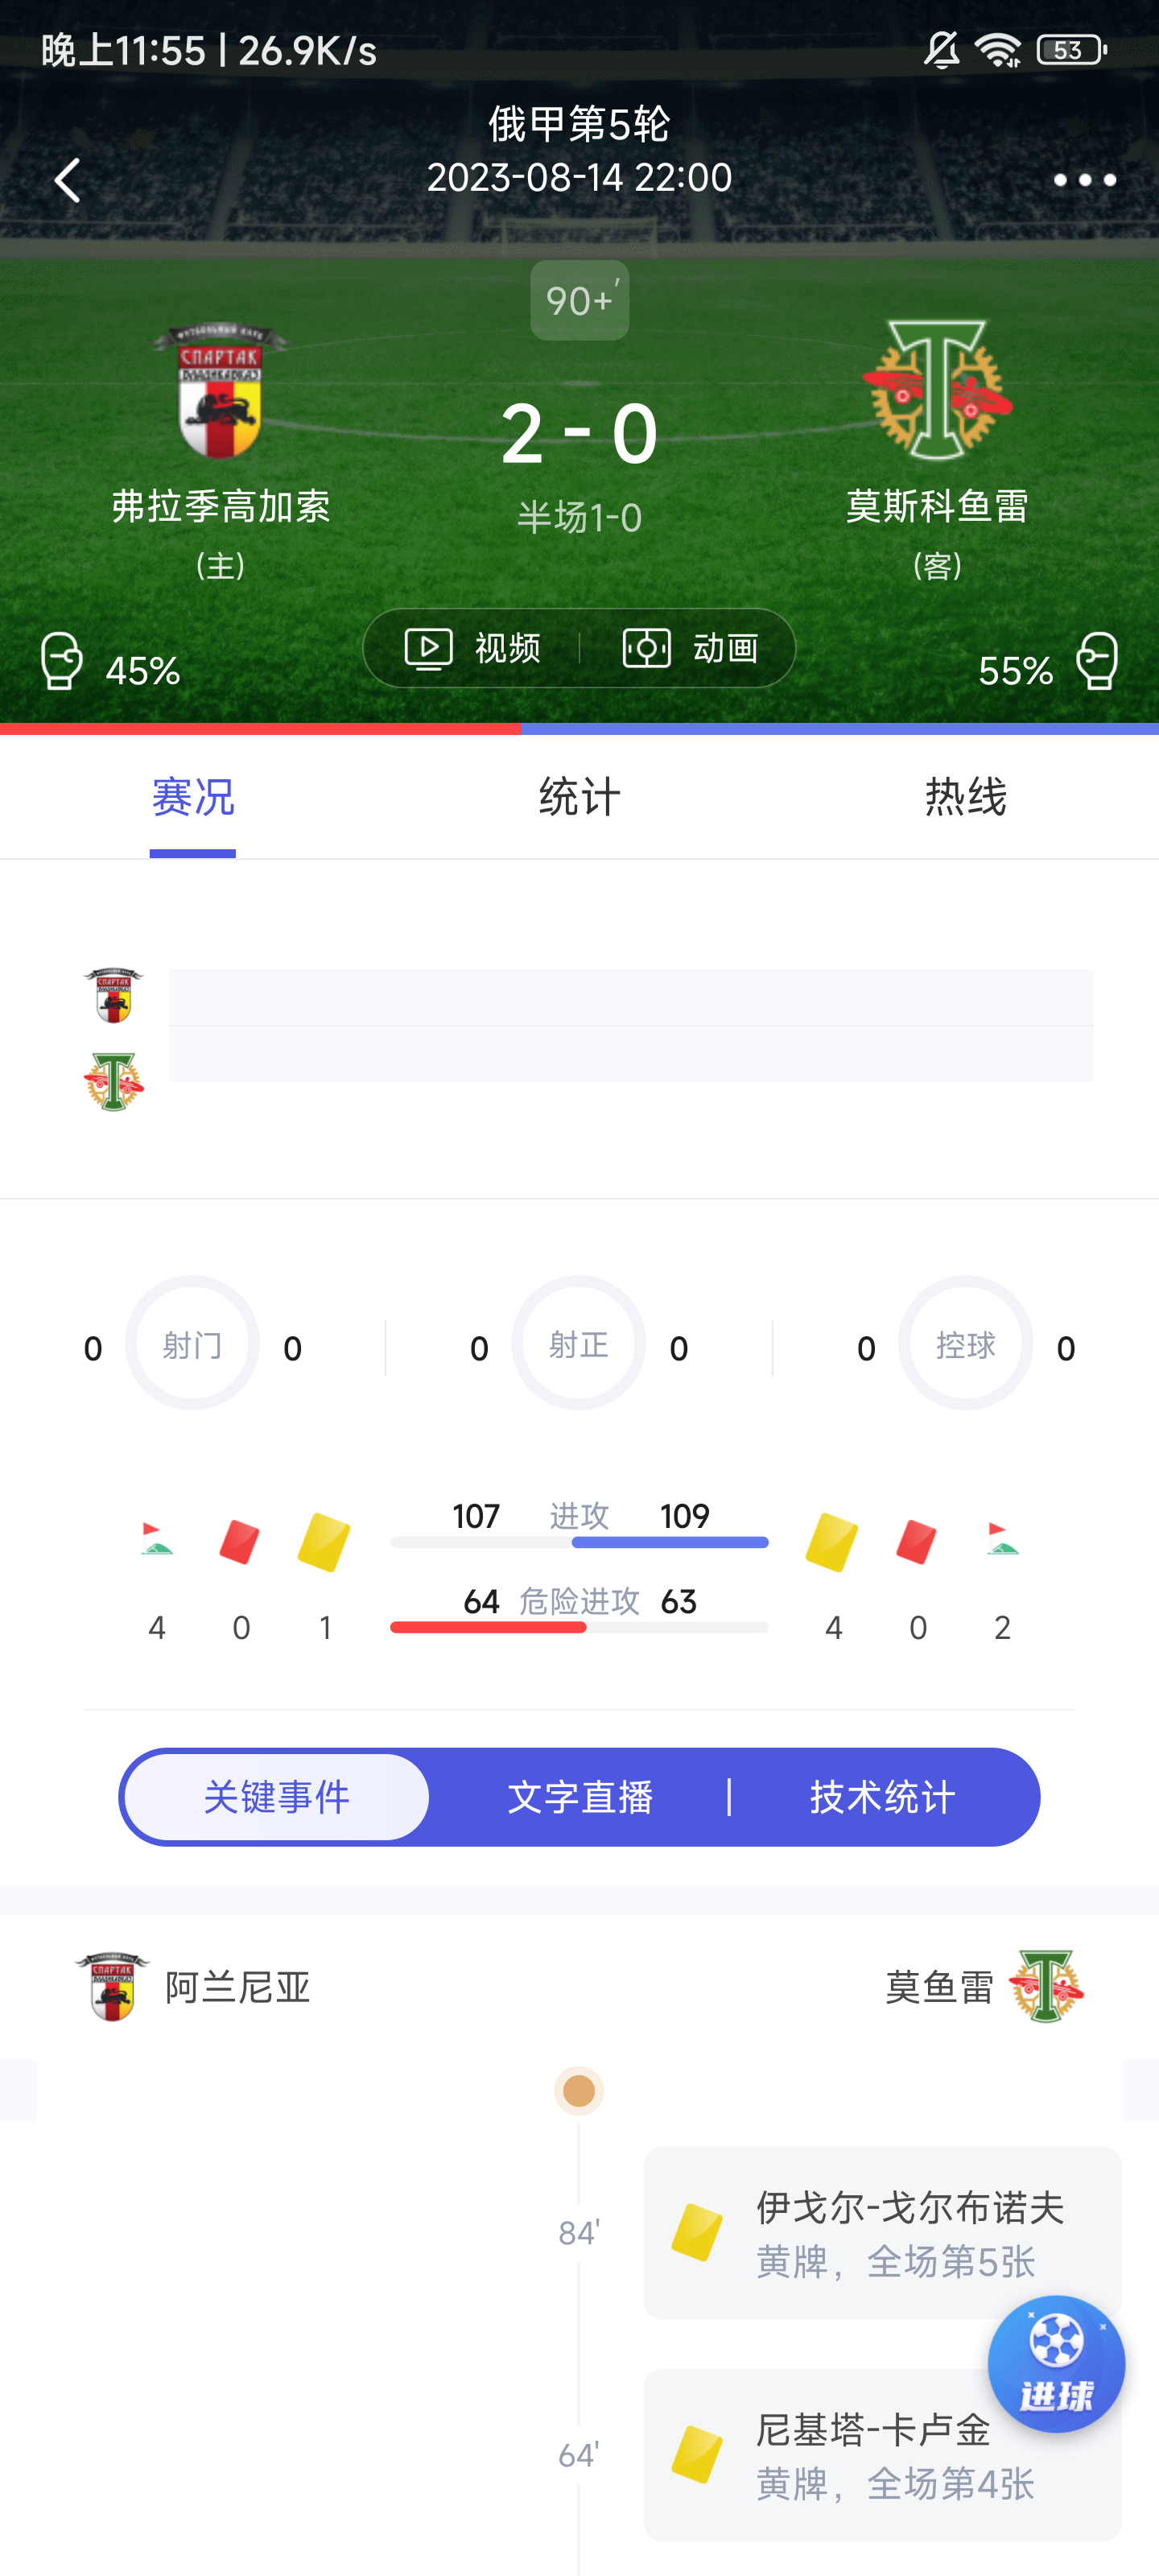 晚上11:55 | 26.9K/s
53
俄甲第5轮
2023-08-14 22:00
90+'
СПАРТАК
ВЛАДИКАВКАЗ
2 - 0
弗拉季高加索
半场1-0
莫斯科鱼雷
(主)
(客)
45%
视频
动画
55%
赛况
统计
热线
0 射门 0
0 射正 0
0 控球 0
107 进攻 109
64 危险进攻 63
4 0 1
4 0 2
关键事件
文字直播
技术统计
阿兰尼亚
莫鱼雷
84'
伊戈尔-戈尔布诺夫
黄牌，全场第5张
进球
64'
尼基塔-卡卢金
黄牌，全场第4张